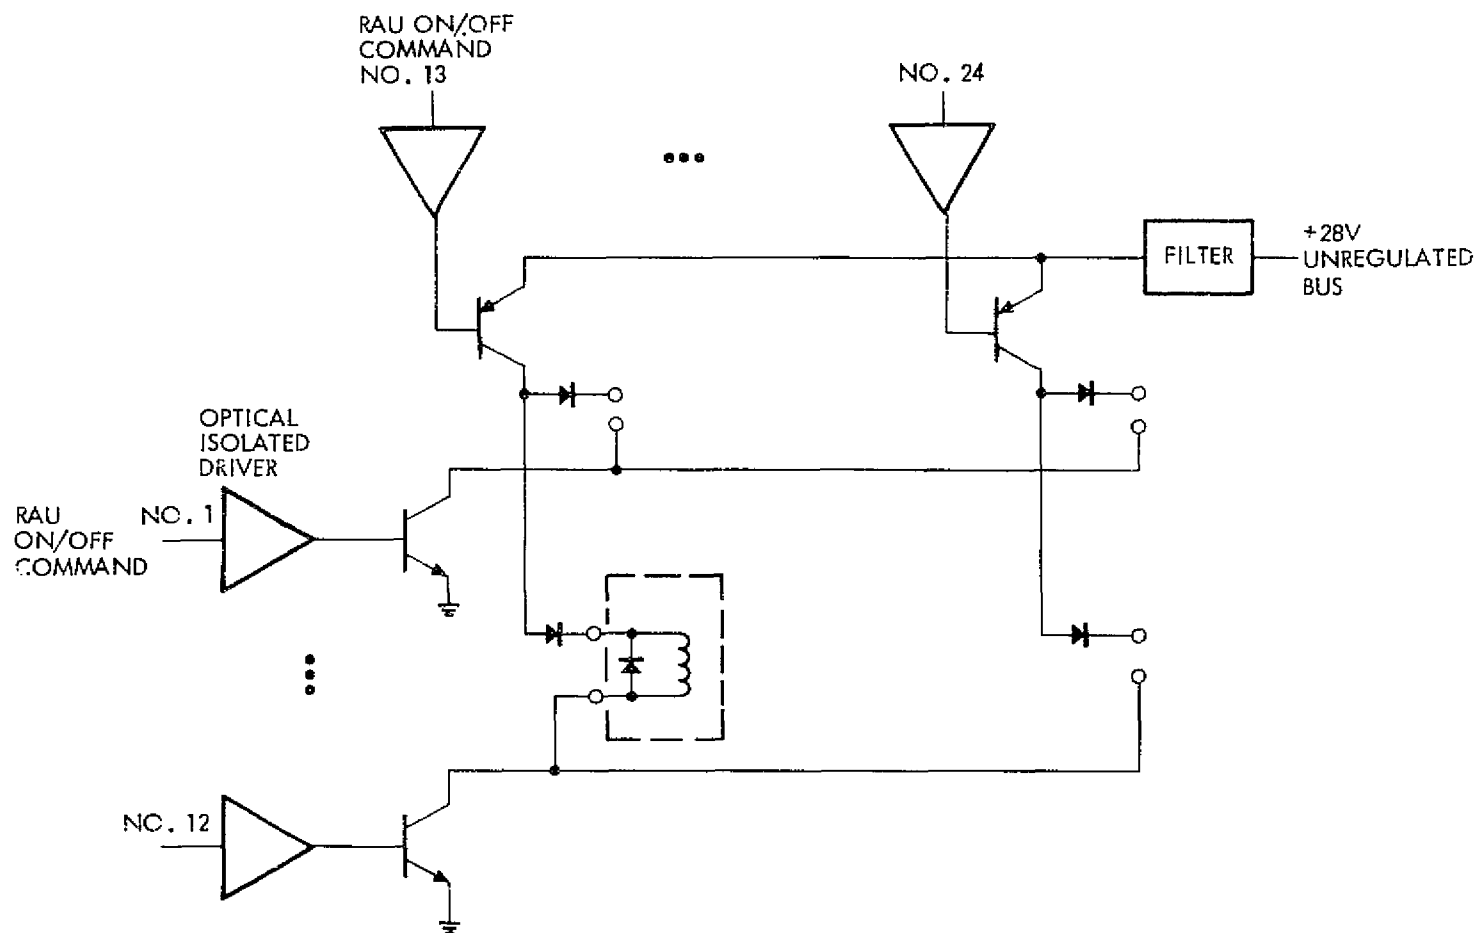 RAU ON/OFF
COMMAND
NO. 13
NO. 24
FILTER
+28V
UNREGULATED
BUS
OPTICAL
ISOLATED
DRIVER
RAU
ON/OFF
COMMAND
NO. 1
NO. 12